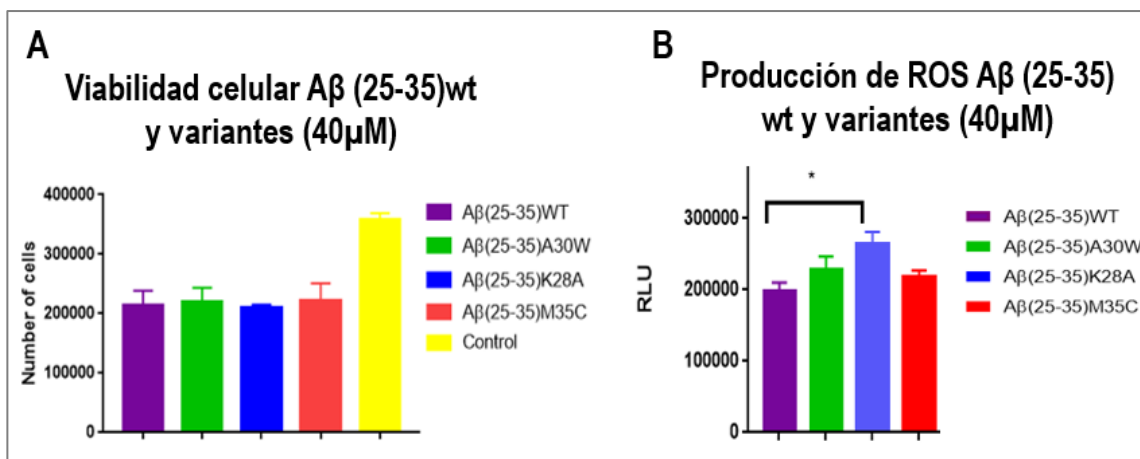 A
Viabilidad celular Aβ (25-35)wt
y variantes (40μM)
Number of cells
400000
300000
200000
100000
0
Aβ(25-35)WT
Aβ(25-35)A30W
Aβ(25-35)K28A
Aβ(25-35)M35C
Control
B
Producción de ROS Aβ (25-35)
wt y variantes (40μM)
RLU
300000
200000
100000
0
*
Aβ(25-35)WT
Aβ(25-35)A30W
Aβ(25-35)K28A
Aβ(25-35)M35C